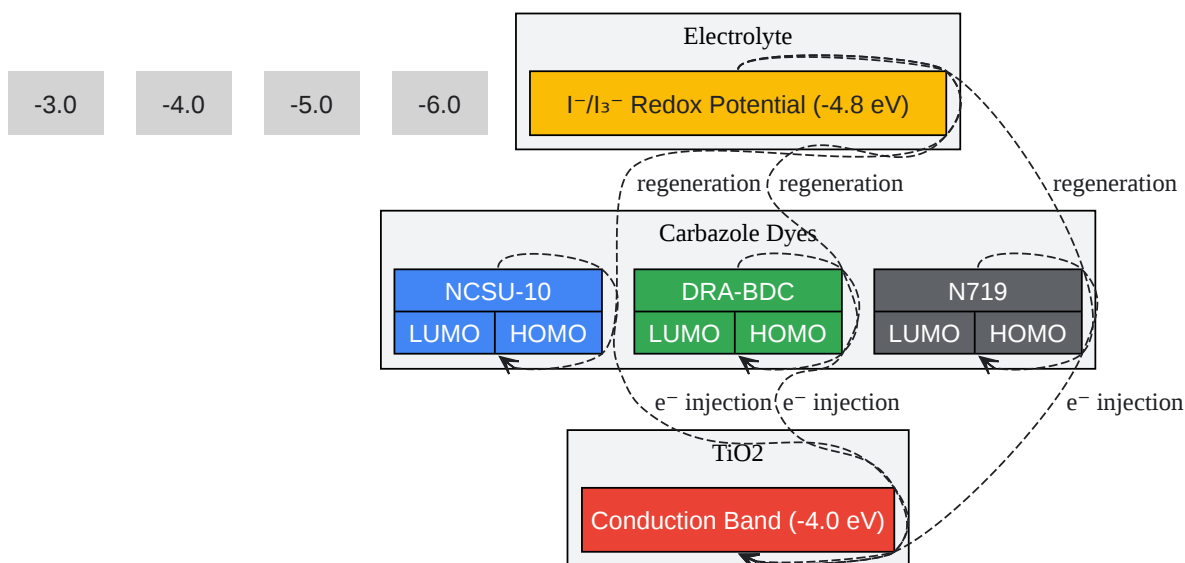 Electrolyte
-3.0
-4.0
-5.0
-6.0
I⁻/I₃⁻ Redox Potential (-4.8 eV)
regeneration
regeneration
regeneration
Carbazole Dyes
NCSU-10
LUMO
HOMO
DRA-BDC
LUMO
HOMO
N719
LUMO
HOMO
e⁻ injection
e⁻ injection
e⁻ injection
TiO2
Conduction Band (-4.0 eV)